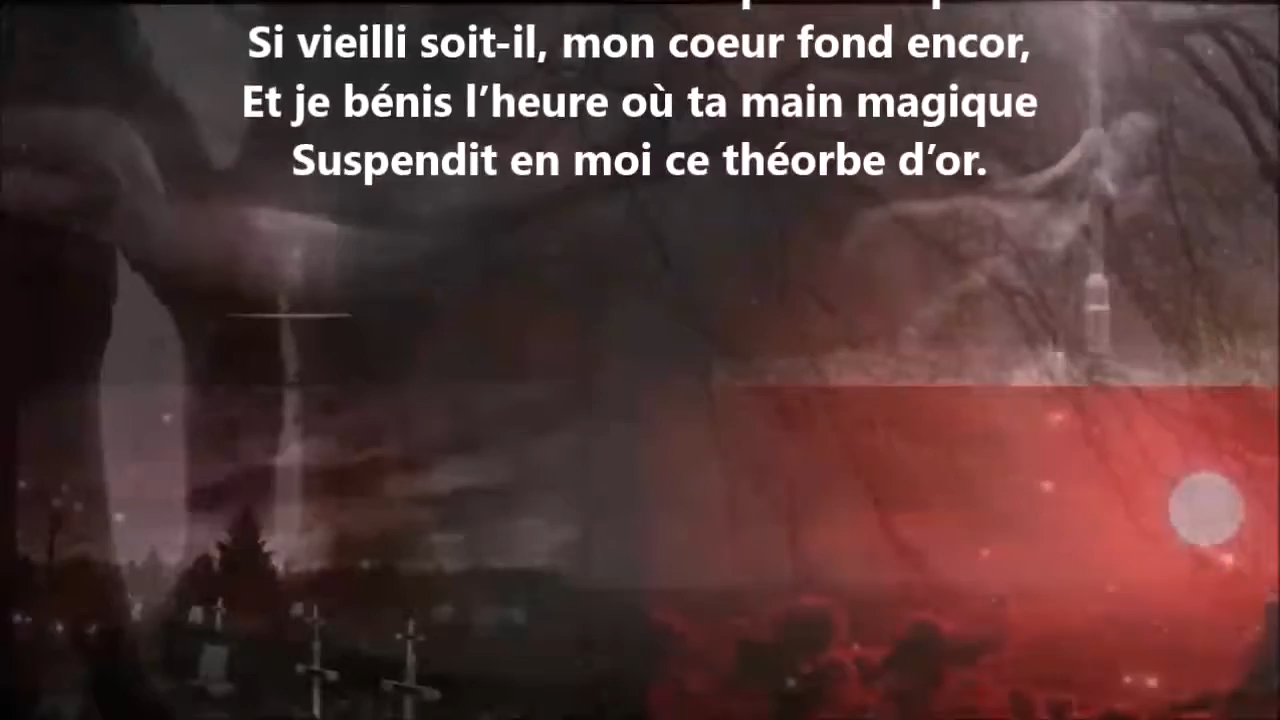 Si vieilli soit-il, mon coeur fond encor,
Et je bénis l’heure où ta main magique
Suspendit en moi ce théorbe d’or.